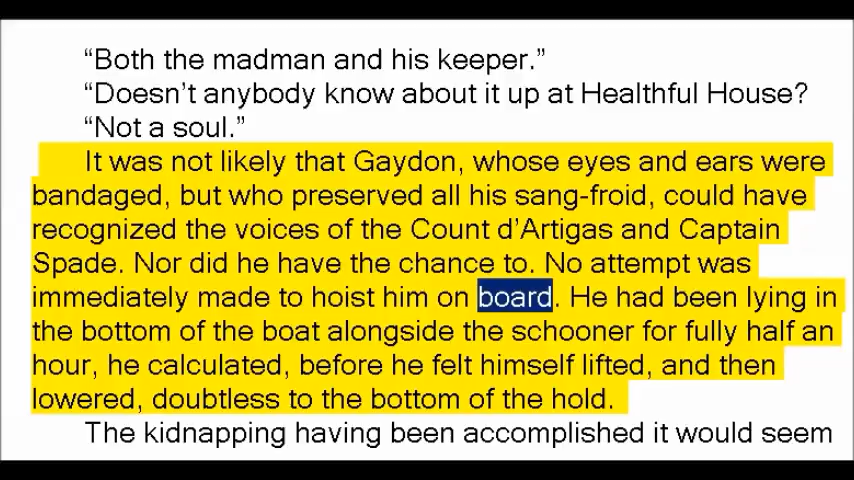 “Both the madman and his keeper.”
“Doesn’t anybody know about it up at Healthful House?
“Not a soul.”
It was not likely that Gaydon, whose eyes and ears were
bandaged, but who preserved all his sang-froid, could have
recognized the voices of the Count d’Artigas and Captain
Spade. Nor did he have the chance to. No attempt was
immediately made to hoist him on board. He had been lying in
the bottom of the boat alongside the schooner for fully half an
hour, he calculated, before he felt himself lifted, and then
lowered, doubtless to the bottom of the hold.
The kidnapping having been accomplished it would seem